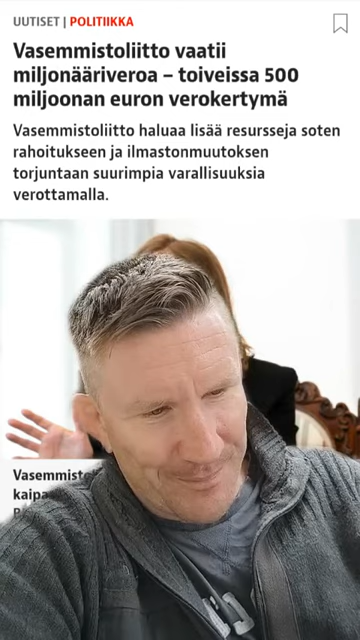 UUTISET | POLITIIKKA
Vasemmistoliitto vaatii
miljonääriveroa – toiveissa 500
miljoonan euron verokertymä
Vasemmistoliitto haluaa lisää resursseja soten
rahoitukseen ja ilmastonmuutoksen
torjuntaan suurimpia varallisuuksia
verottamalla.